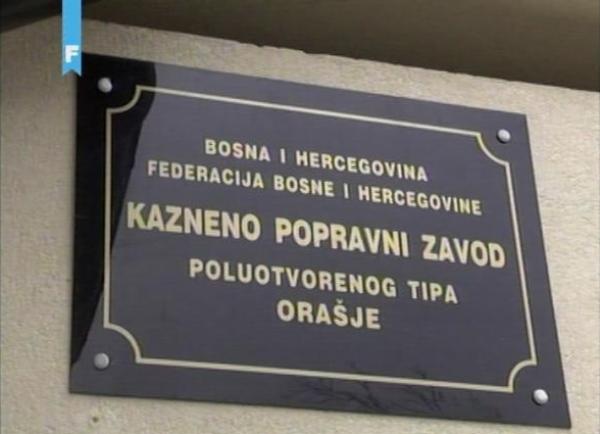 F
BOSNA I HERCEGOVINA
FEDERACIJA BOSNE I HERCEGOVINE
KAZNENO POPRAVNI ZAVOD
POLUOTVORENOG TIPA
ORAŠJE